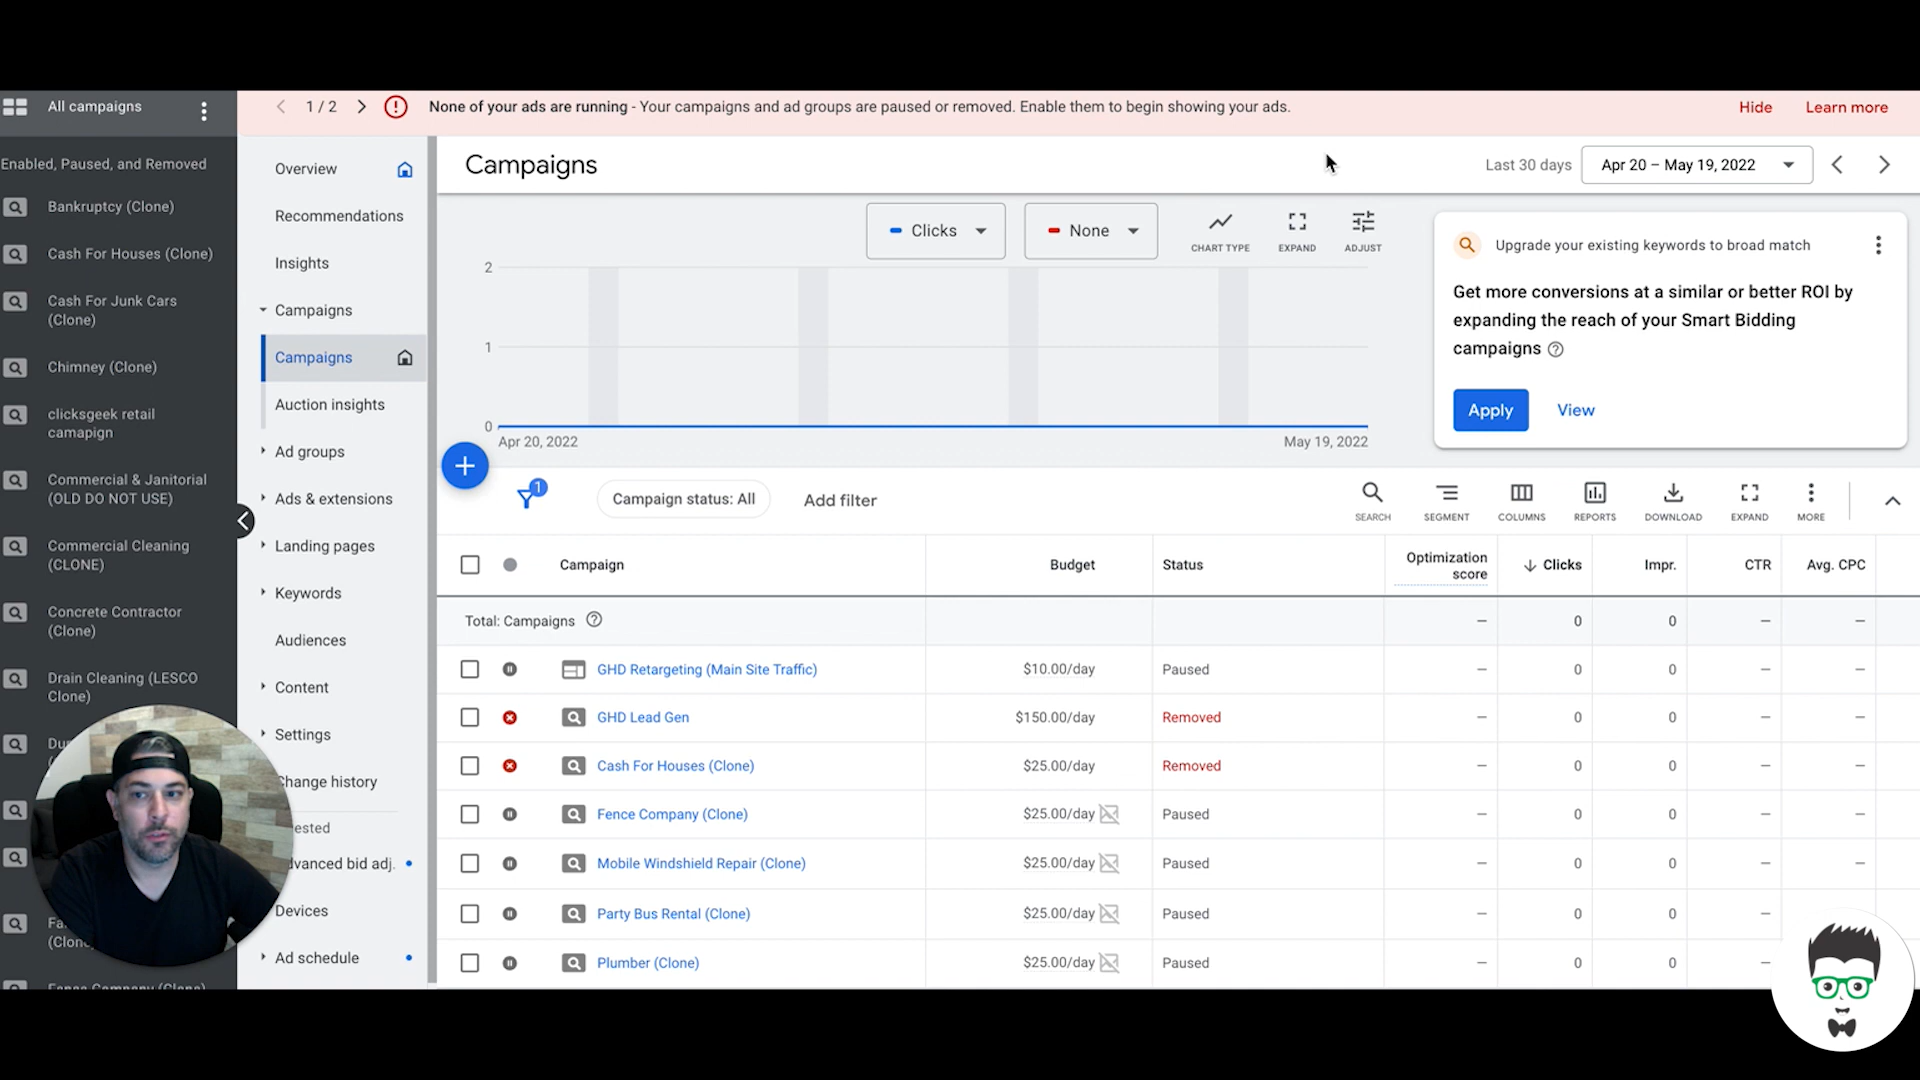 All campaigns
1 / 2
None of your ads are running - Your campaigns and ad groups are paused or removed. Enable them to begin showing your ads.
Hide
Learn more
Enabled, Paused, and Removed
Bankruptcy (Clone)
Cash For Houses (Clone)
Cash For Junk Cars
(Clone)
Chimney (Clone)
clicksgeek retail
camapign
Commercial & Janitorial
(OLD DO NOT USE)
Commercial Cleaning
(CLONE)
Concrete Contractor
(Clone)
Drain Cleaning (LESCO
Clone)
Overview
Recommendations
Insights
Campaigns
Campaigns
Auction insights
Ad groups
Ads & extensions
Landing pages
Keywords
Audiences
Content
Settings
Change history
Devices
Ad schedule
Campaigns
Last 30 days
Apr 20 – May 19, 2022
Clicks
None
CHART TYPE
EXPAND
ADJUST
2
1
0
Apr 20, 2022
May 19, 2022
Upgrade your existing keywords to broad match
Get more conversions at a similar or better ROI by
expanding the reach of your Smart Bidding
campaigns
Apply
View
1
Campaign status: All
Add filter
SEARCH
SEGMENT
COLUMNS
REPORTS
DOWNLOAD
EXPAND
MORE
Campaign Budget Status Optimization score Clicks Impr. CTR Avg. CPC
Total: Campaigns – 0 0 – –
GHD Retargeting (Main Site Traffic) $10.00/day Paused – 0 0 – –
GHD Lead Gen $150.00/day Removed – 0 0 – –
Cash For Houses (Clone) $25.00/day Removed – 0 0 – –
Fence Company (Clone) $25.00/day Paused – 0 0 – –
Mobile Windshield Repair (Clone) $25.00/day Paused – 0 0 – –
Party Bus Rental (Clone) $25.00/day Paused – 0 0 – –
Plumber (Clone) $25.00/day Paused – 0 0 –